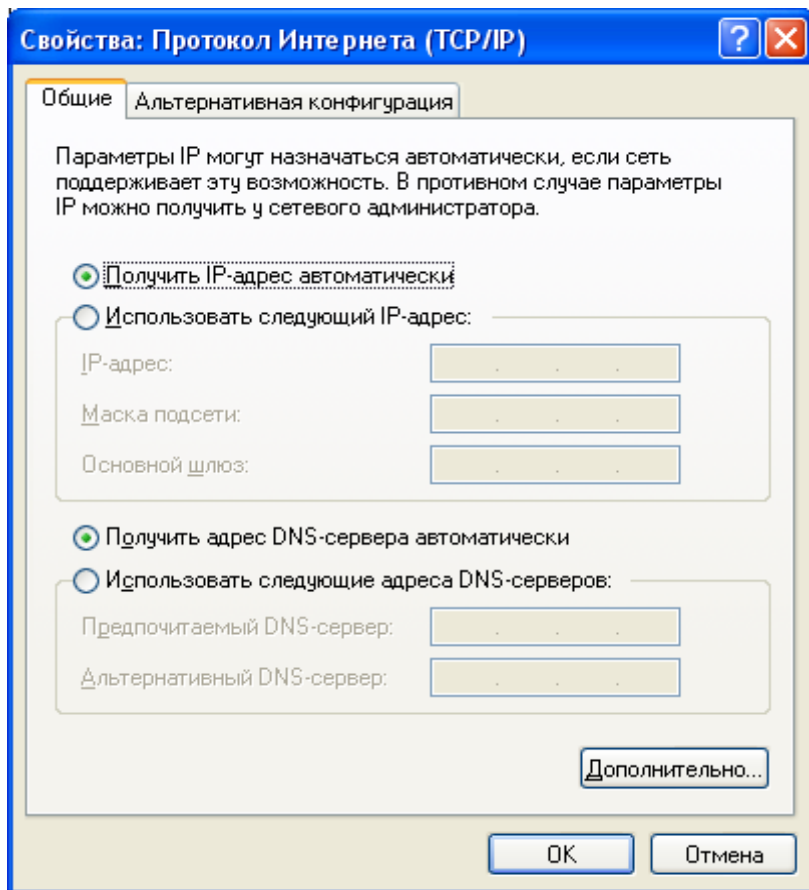 Свойства: Протокол Интернета (TCP/IP)
Общие
Альтернативная конфигурация
Параметры IP могут назначаться автоматически, если сеть
поддерживает эту возможность. В противном случае параметры
IP можно получить у сетевого администратора.
Получить IP-адрес автоматически
Использовать следующий IP-адрес:
IP-адрес:
Маска подсети:
Основной шлюз:
Получить адрес DNS-сервера автоматически
Использовать следующие адреса DNS-серверов:
Предпочитаемый DNS-сервер:
Альтернативный DNS-сервер:
Дополнительно...
ОК
Отмена